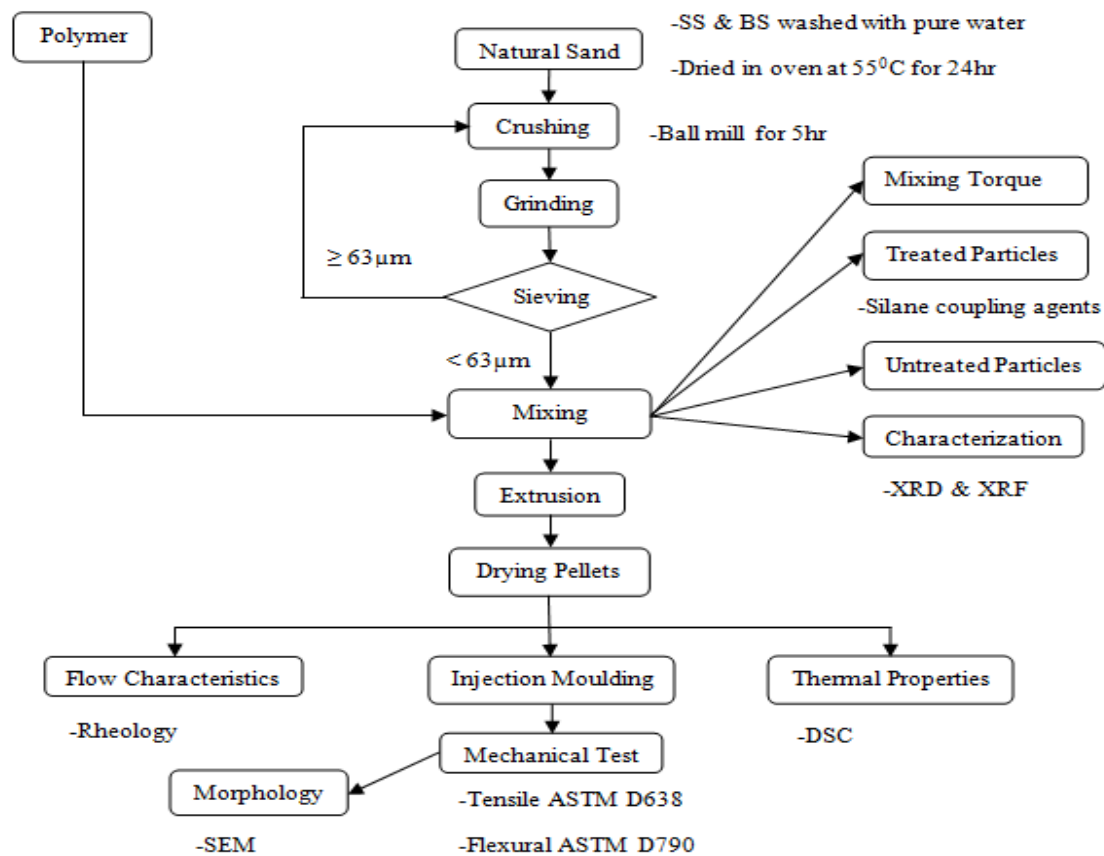 Polymer
-SS & BS washed with pure water
Natural Sand
-Dried in oven at 55⁰C for 24hr
Crushing
-Ball mill for 5hr
Mixing Torque
Grinding
≥ 63µm
Treated Particles
Sieving
-Silane coupling agents
< 63µm
Untreated Particles
Mixing
Characterization
-XRD & XRF
Extrusion
Drying Pellets
Flow Characteristics
Injection Moulding
Thermal Properties
-Rheology
-DSC
Mechanical Test
Morphology
-Tensile ASTM D638
-SEM
-Flexural ASTM D790